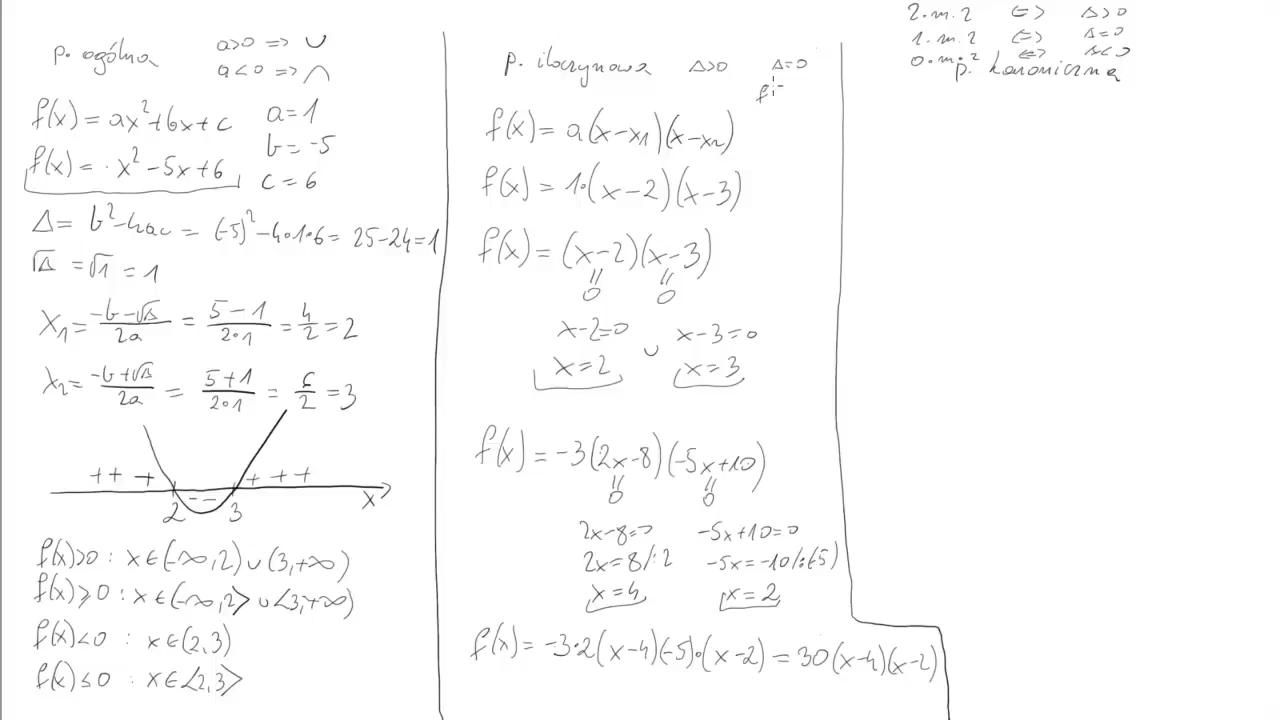 p. ogólna a>0 => ∪
a<0 => ∩
f(x) = ax²+bx+c a=1
b=-5
f(x) = x²-5x+6
c=6
Δ= b²-4ac = (-5)²-4·1·6= 25-24=1
√Δ =√1 =1
x₁= (-b-√Δ)/2a = (5-1)/(2·1) = 4/2 = 2
x₂= (-b+√Δ)/2a = (5+1)/(2·1) = 6/2 = 3
++ + + + +
-- x
2 3
f(x)>0 : x∈(-∞,2)∪(3,+∞)
f(x)⩾0 : x∈(-∞,2>∪<3,+∞)
f(x)<0 : x∈(2,3)
f(x)≤0 : x∈<2,3>
p. iloczynowa Δ>0 Δ=0
f
f(x) = a(x-x₁)(x-x₂)
f(x) = 1·(x-2)(x-3)
f(x) = (x-2)(x-3)
= =
0 0
x-2=0 ∪ x-3=0
x=2 x=3
f(x) = -3(2x-8)(-5x+10)
= =
0 0
2x-8=0 -5x+10=0
2x=8/:2 -5x=-10/:(-5)
x=4 x=2
f(x) = -3·2(x-4)(-5)·(x-2) = 30(x-4)(x-2)
2.m.z <=> Δ>0
1.m.z <=> Δ=0
0.m.z <=> Δ<0
p. kanoniczna